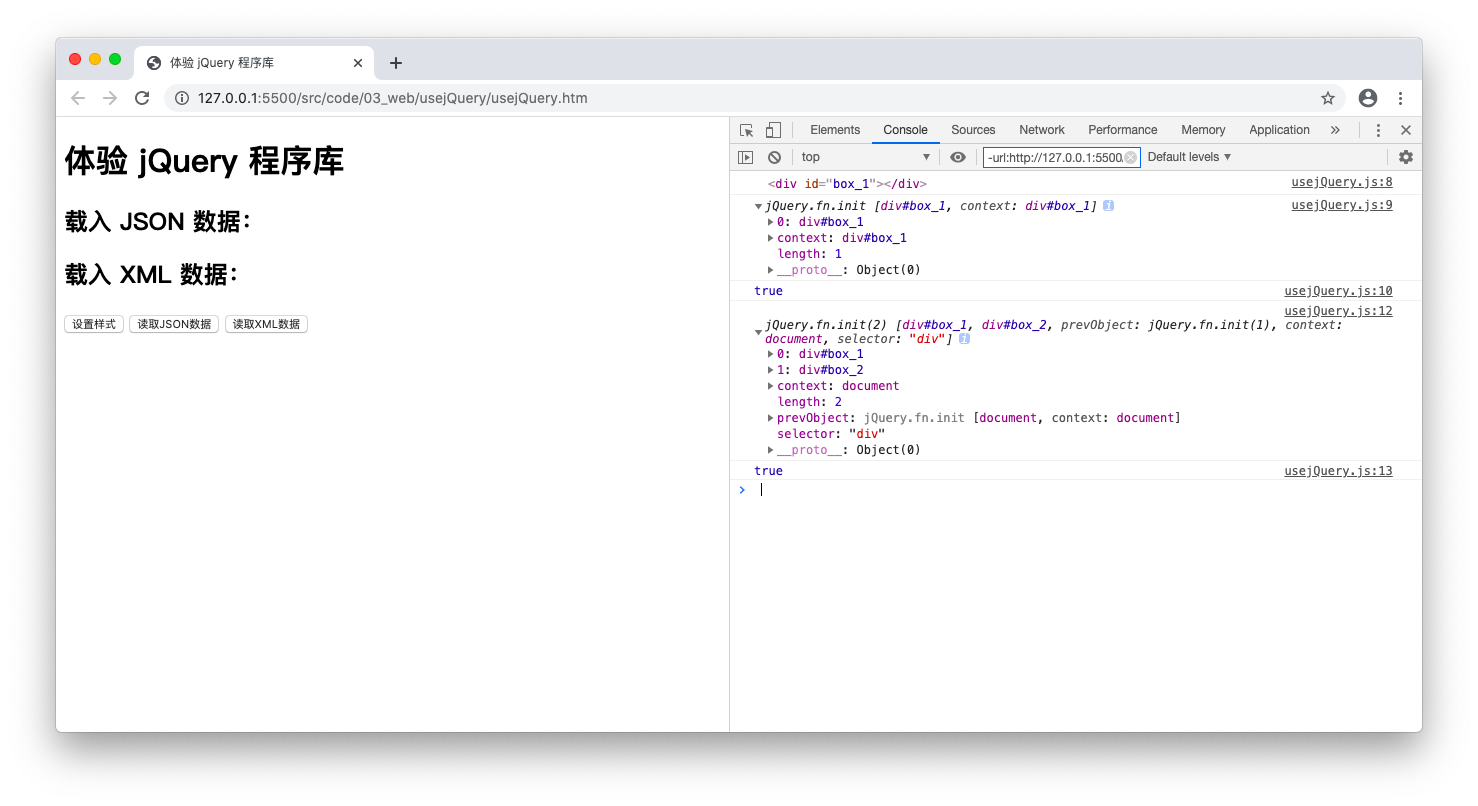 体验 jQuery 程序库
127.0.0.1:5500/src/code/03_web/usejQuery/usejQuery.htm
体验 jQuery 程序库
载入 JSON 数据：
载入 XML 数据：
设置样式 读取JSON数据 读取XML数据
Elements Console Sources Network Performance Memory Application »
top -url:http://127.0.0.1:5500/ Default levels
<div id="box_1"></div> usejQuery.js:8
jQuery.fn.init [div#box_1, context: div#box_1] i usejQuery.js:9
0: div#box_1
context: div#box_1
length: 1
__proto__: Object(0)
true usejQuery.js:10
usejQuery.js:12
jQuery.fn.init(2) [div#box_1, div#box_2, prevObject: jQuery.fn.init(1), context:
document, selector: "div"] i
0: div#box_1
1: div#box_2
context: document
length: 2
prevObject: jQuery.fn.init [document, context: document]
selector: "div"
__proto__: Object(0)
true usejQuery.js:13